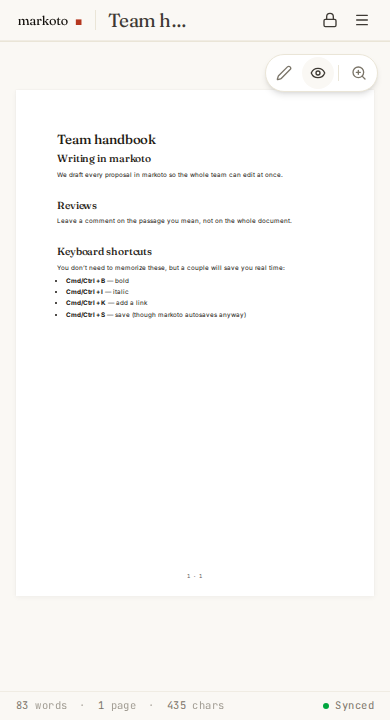 markoto
Team h...
Team handbook
Writing in markoto
We draft every proposal in markoto so the whole team can edit at once.
Reviews
Leave a comment on the passage you mean, not on the whole document.
Keyboard shortcuts
You don't need to memorize these, but a couple will save you real time:
Cmd/Ctrl+B — bold
Cmd/Ctrl+I — italic
Cmd/Ctrl+K — add a link
Cmd/Ctrl+S — save (though markoto autosaves anyway)
1 - 1
83 words · 1 page · 435 chars
Synced